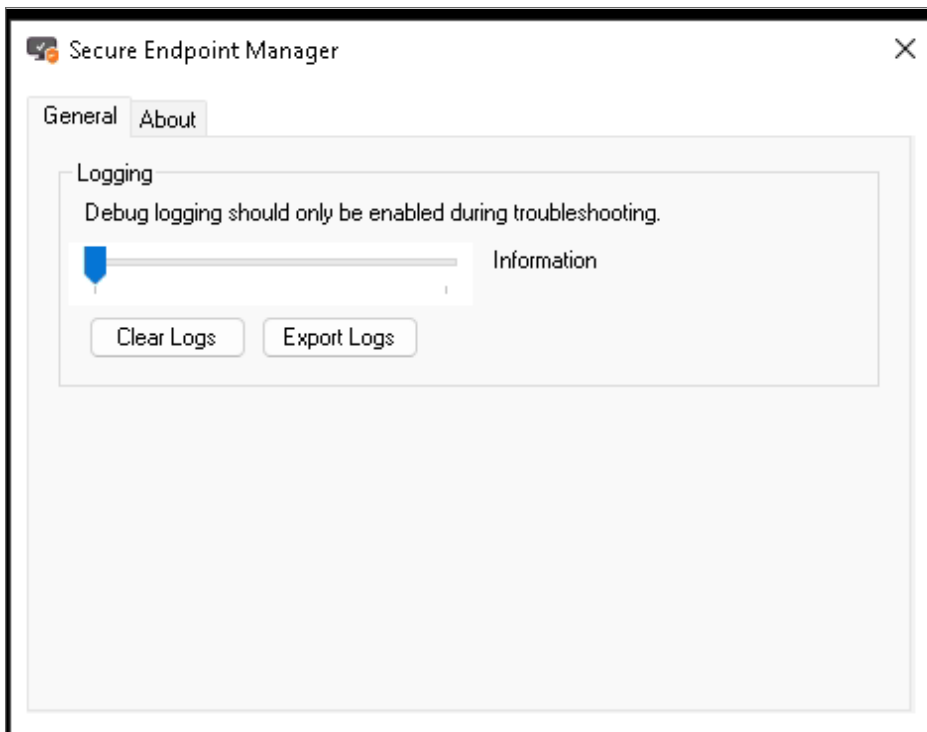 Secure Endpoint Manager
General
About
Logging
Debug logging should only be enabled during troubleshooting.
Information
Clear Logs
Export Logs